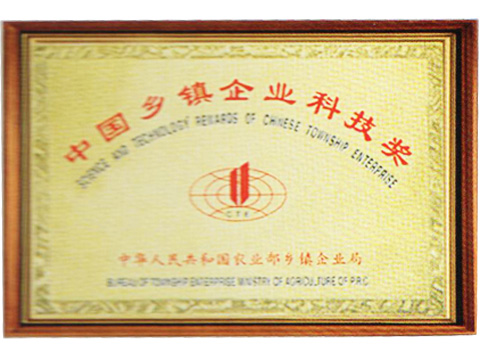 中国乡镇企业科技奖
SCIENCE AND TECHNOLOGY REWARDS OF CHINESE TOWNSHIP ENTERPRISE
CTE
中华人民共和国农业部乡镇企业局
BUREAU OF TOWNSHIP ENTERPRISE MINISTRY OF AGRICULTURE OF P.R.C.